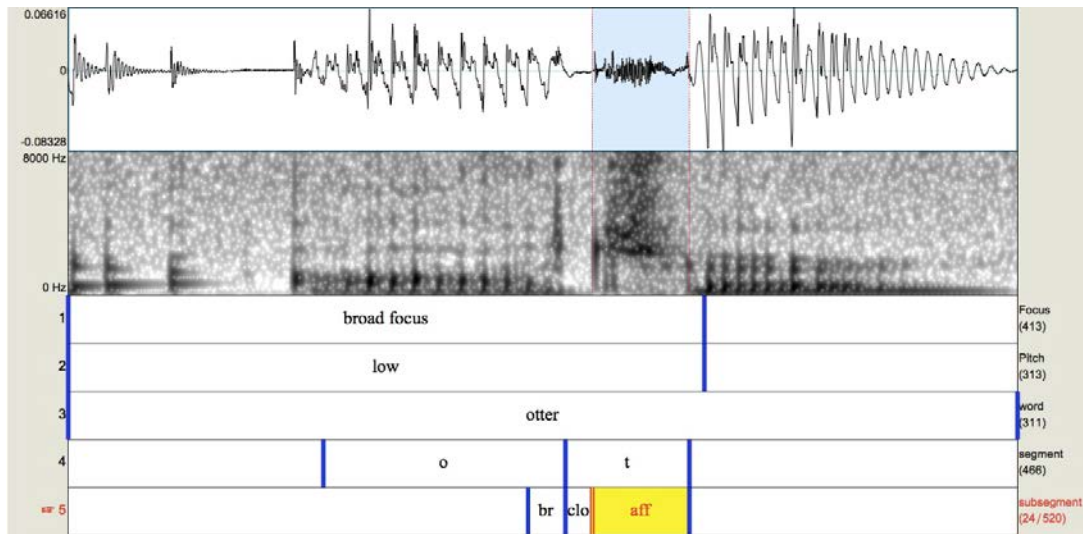 0.06616
0
-0.08328
8000 Hz
0 Hz
1 broad focus Focus (413)
2 low Pitch (313)
3 otter word (311)
4 o t segment (466)
5 br clo aff subsegment (24/520)